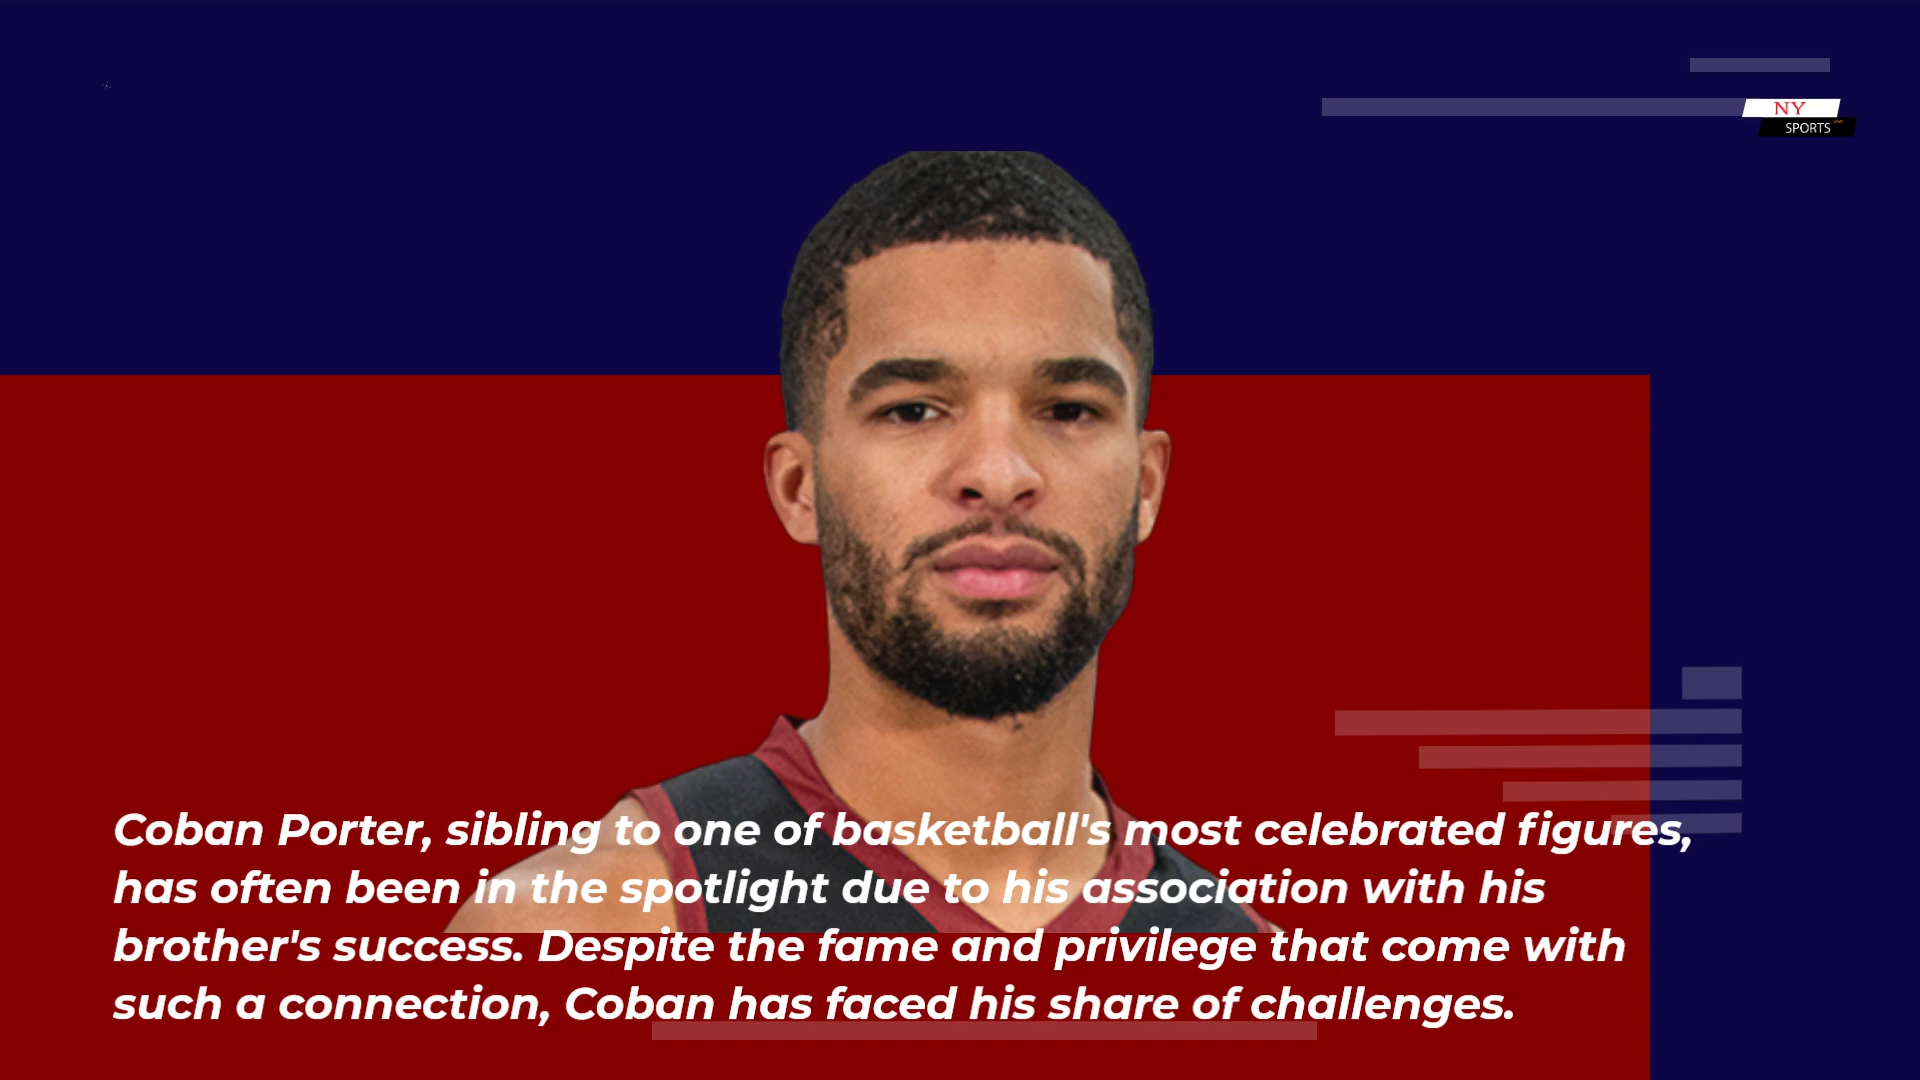 NY
SPORTS
Coban Porter, sibling to one of basketball's most celebrated figures,
has often been in the spotlight due to his association with his
brother's success. Despite the fame and privilege that come with
such a connection, Coban has faced his share of challenges.